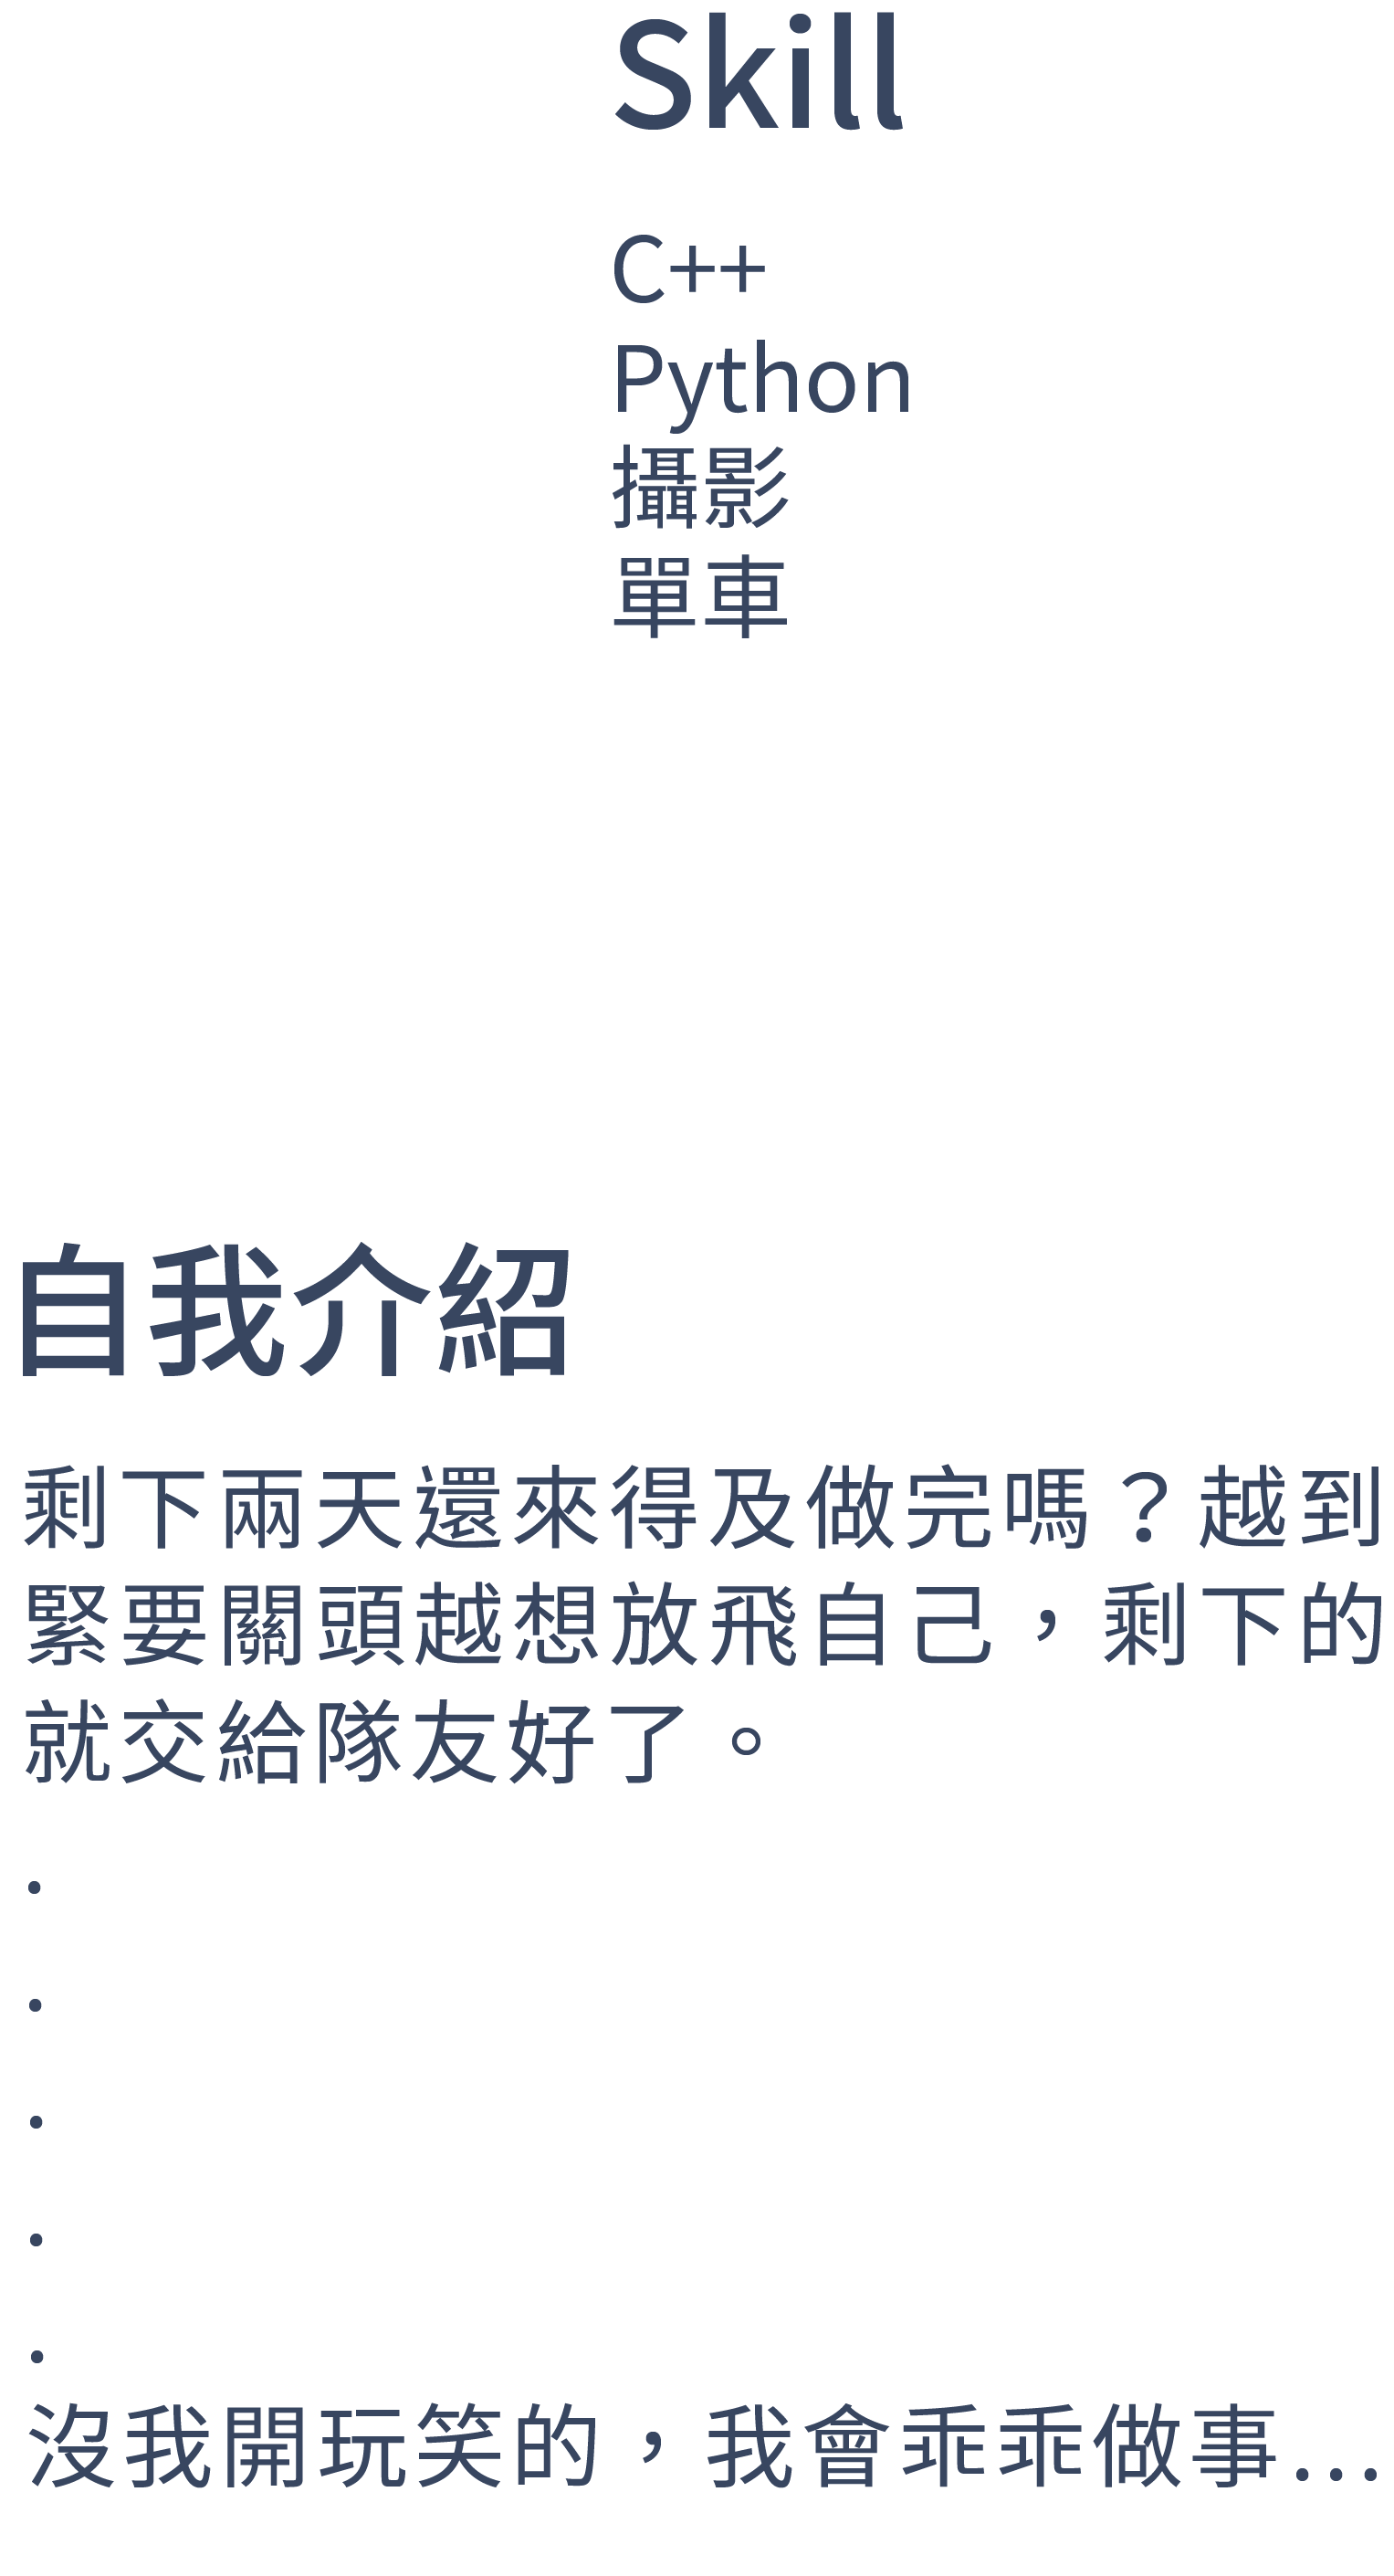 Skill
C++
Python
攝影
單車
自我介紹
剩下兩天還來得及做完嗎？越到
緊要關頭越想放飛自己，剩下的
就交給隊友好了。
.
.
.
.
.
沒我開玩笑的，我會乖乖做事...